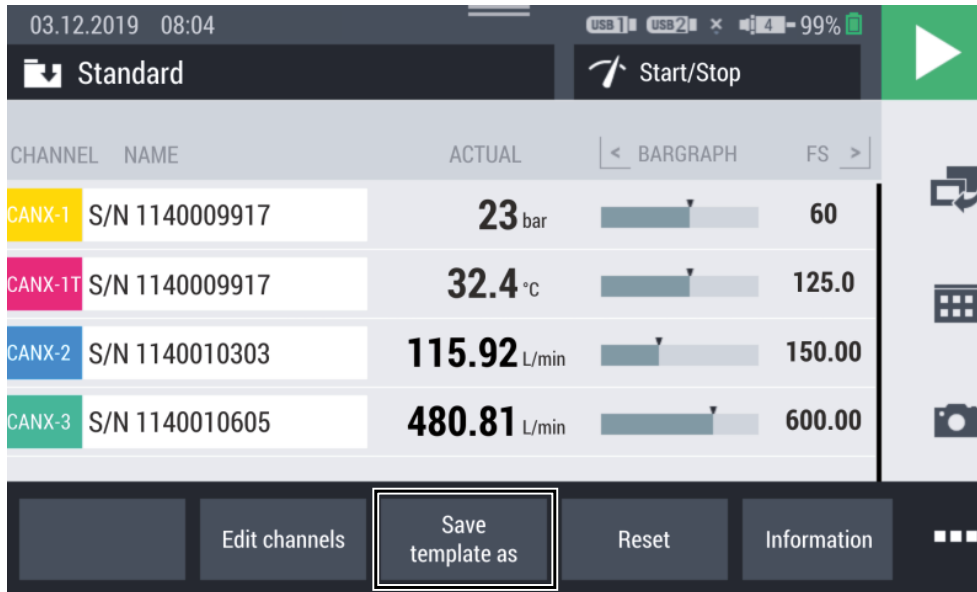 03.12.2019 08:04 USB 1 USB2 4 99%
Standard Start/Stop
CHANNEL NAME ACTUAL < BARGRAPH FS >
CANX-1 S/N 1140009917 23 bar 60
CANX-1T S/N 1140009917 32.4 °C 125.0
CANX-2 S/N 1140010303 115.92 L/min 150.00
CANX-3 S/N 1140010605 480.81 L/min 600.00
Edit channels Save template as Reset Information